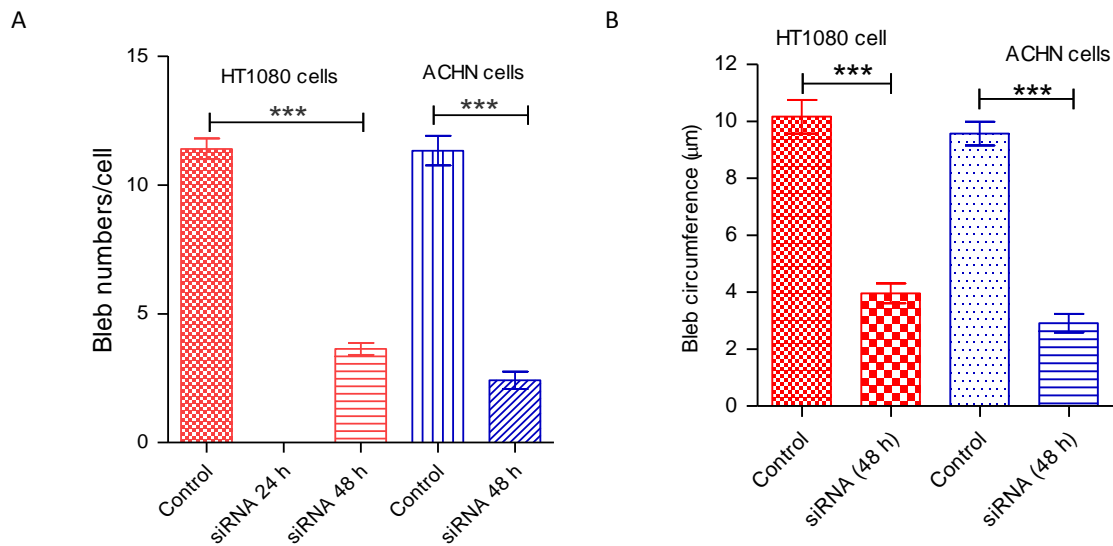 A
Bleb numbers/cell
15
10
5
0
HT1080 cells
***
ACHN cells
***
Control
siRNA 24 h
siRNA 48 h
Control
siRNA 48 h
B
Bleb circumference (μm)
12
10
8
6
4
2
0
HT1080 cell
***
ACHN cells
***
Control
siRNA (48 h)
Control
siRNA (48 h)